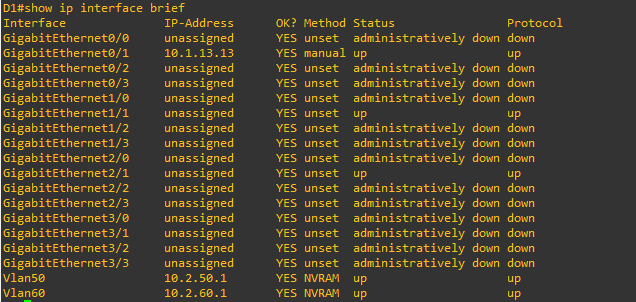 D1#show ip interface brief
Interface              IP-Address      OK? Method Status                Protocol
GigabitEthernet0/0     unassigned      YES unset  administratively down down
GigabitEthernet0/1     10.1.13.13      YES manual up                    up
GigabitEthernet0/2     unassigned      YES unset  administratively down down
GigabitEthernet0/3     unassigned      YES unset  administratively down down
GigabitEthernet1/0     unassigned      YES unset  administratively down down
GigabitEthernet1/1     unassigned      YES unset  up                    up
GigabitEthernet1/2     unassigned      YES unset  administratively down down
GigabitEthernet1/3     unassigned      YES unset  administratively down down
GigabitEthernet2/0     unassigned      YES unset  administratively down down
GigabitEthernet2/1     unassigned      YES unset  up                    up
GigabitEthernet2/2     unassigned      YES unset  administratively down down
GigabitEthernet2/3     unassigned      YES unset  administratively down down
GigabitEthernet3/0     unassigned      YES unset  administratively down down
GigabitEthernet3/1     unassigned      YES unset  administratively down down
GigabitEthernet3/2     unassigned      YES unset  administratively down down
GigabitEthernet3/3     unassigned      YES unset  administratively down down
Vlan50                 10.2.50.1       YES NVRAM  up                    up
Vlan60                 10.2.60.1       YES NVRAM  up                    up